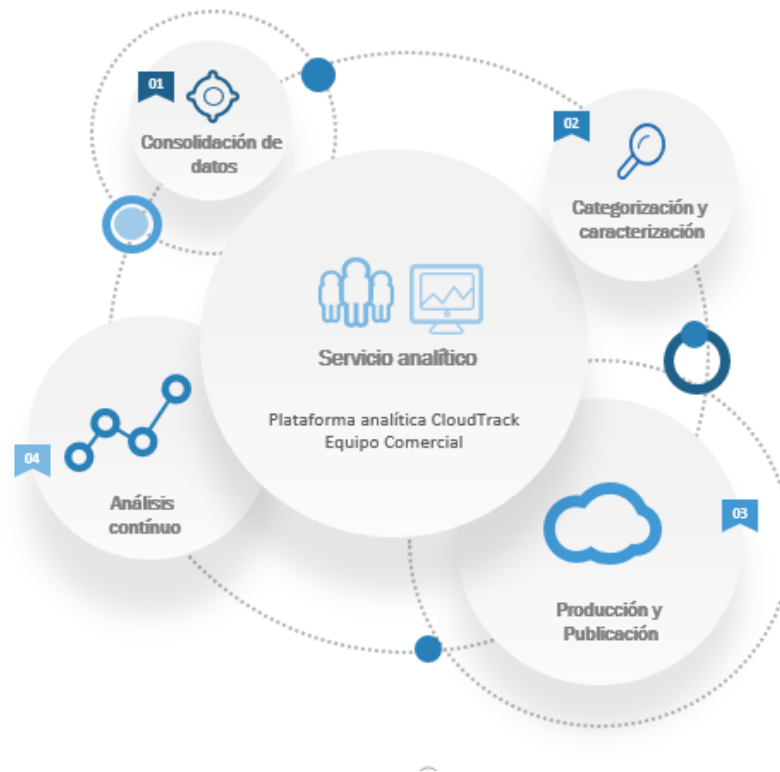 01
Consolidación de
datos
02
Categorización y
caracterización
Servicio analítico
Plataforma analítica CloudTrack
Equipo Comercial
03
Producción y
Publicación
04
Análisis
contínuo